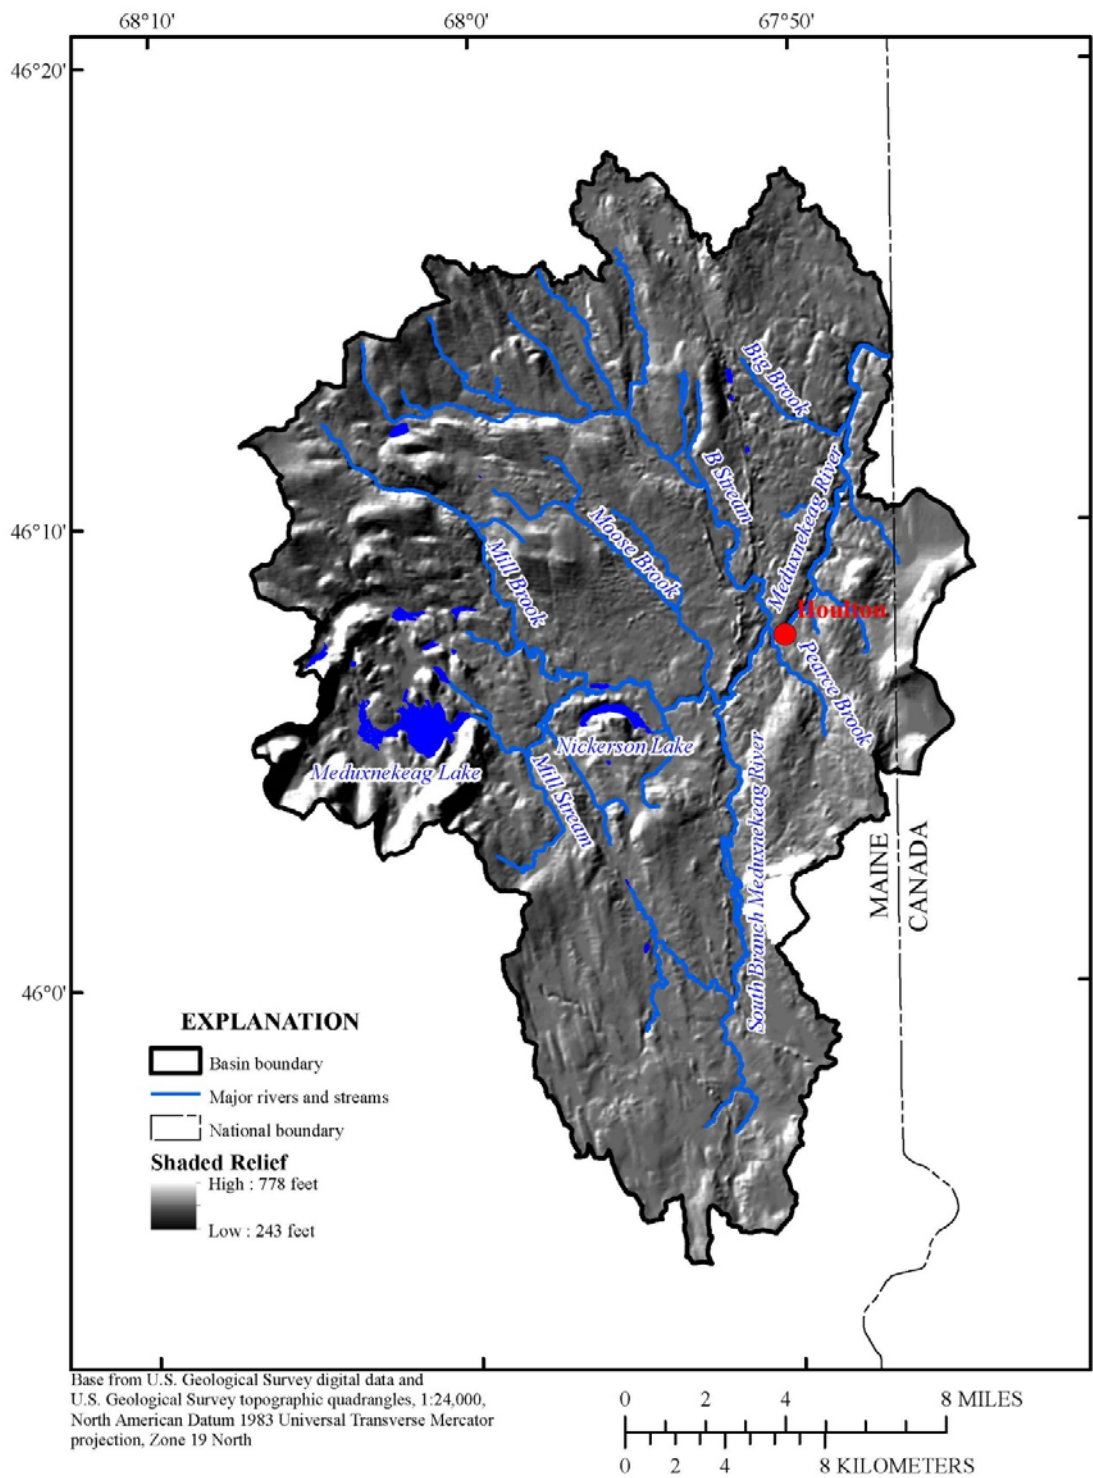 68°10'
68°0'
67°50'
46°20'
Big Brook
B Stream
Meduxnekeag River
46°10'
Moose Brook
Mill Brook
Houlton
Pearce Brook
Nickerson Lake
Meduxnekeag Lake
Mill Stream
South Branch Meduxnekeag River
MAINE
CANADA
46°0'
EXPLANATION
Basin boundary
Major rivers and streams
National boundary
Shaded Relief
High : 778 feet
Low : 243 feet
Base from U.S. Geological Survey digital data and
U.S. Geological Survey topographic quadrangles, 1:24,000,
North American Datum 1983 Universal Transverse Mercator
projection, Zone 19 North
0 2 4 8 MILES
0 2 4 8 KILOMETERS